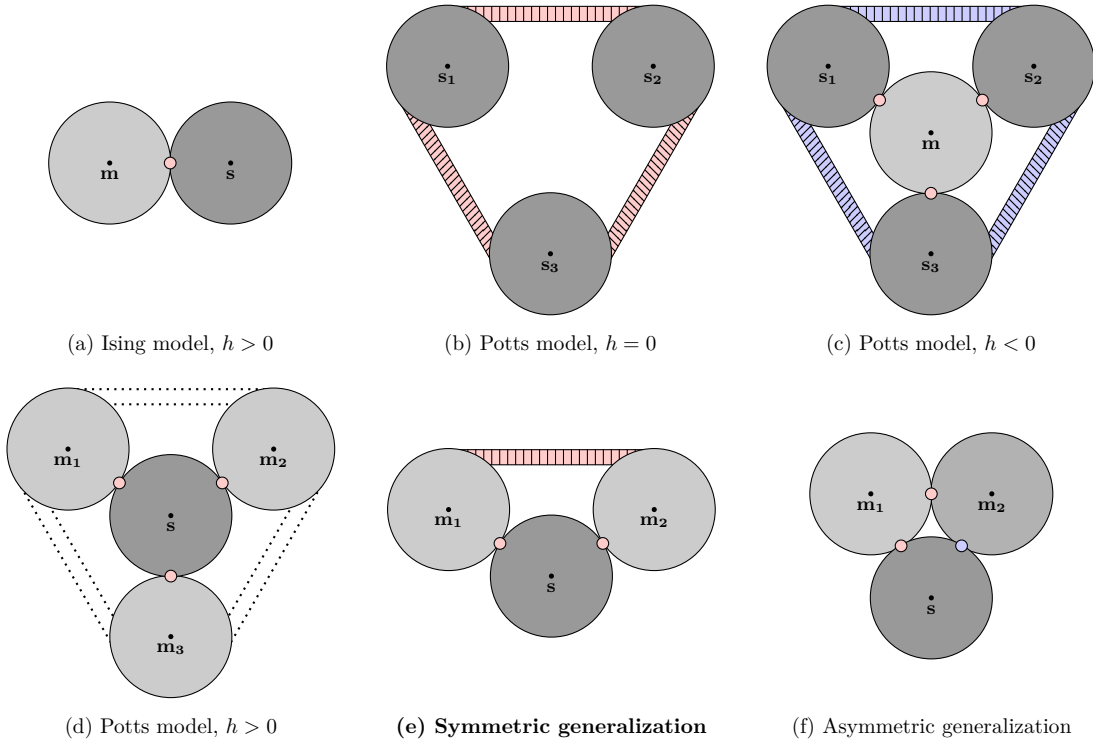 s₁ s₂
s₁ s₂
m s
m
s₃ s₃
(a) Ising model, h > 0 (b) Potts model, h = 0 (c) Potts model, h < 0
m₁ m₂
s
m₁ m₂
s
m₁ m₂
s
m₃
(d) Potts model, h > 0 (e) Symmetric generalization (f) Asymmetric generalization